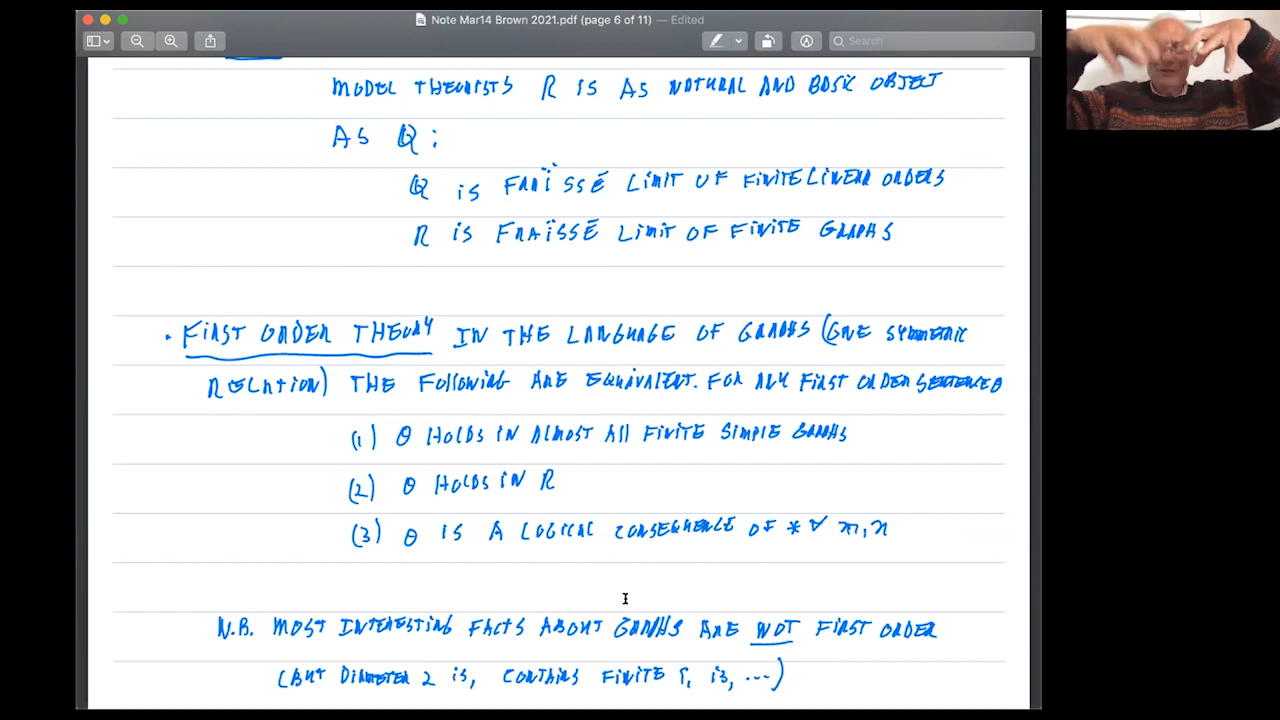 Note Mar14 Brown 2021.pdf (page 6 of 11) — Edited
Search
MODEL THEORISTS R IS AS NATURAL AND BASIC OBJECT
AS Q:
Q IS FRAÏSSÉ LIMIT OF FINITE LINEAR ORDERS
R IS FRAÏSSÉ LIMIT OF FINITE GRAPHS
• FIRST ORDER THEORY IN THE LANGUAGE OF GRAPHS (ONE SYMMETRIC
RELATION) THE FOLLOWING ARE EQUIVALENT. FOR ANY FIRST ORDER SENTENCE θ
(1) θ HOLDS IN ALMOST ALL FINITE SIMPLE GRAPHS
(2) θ HOLDS IN R
(3) θ IS A LOGICAL CONSEQUENCE OF * ∀ m, n
N.B. MOST INTERESTING FACTS ABOUT GRAPHS ARE NOT FIRST ORDER
(BUT DIAMETER 2 IS, CONTAINS FINITE Γ, IS, ...)